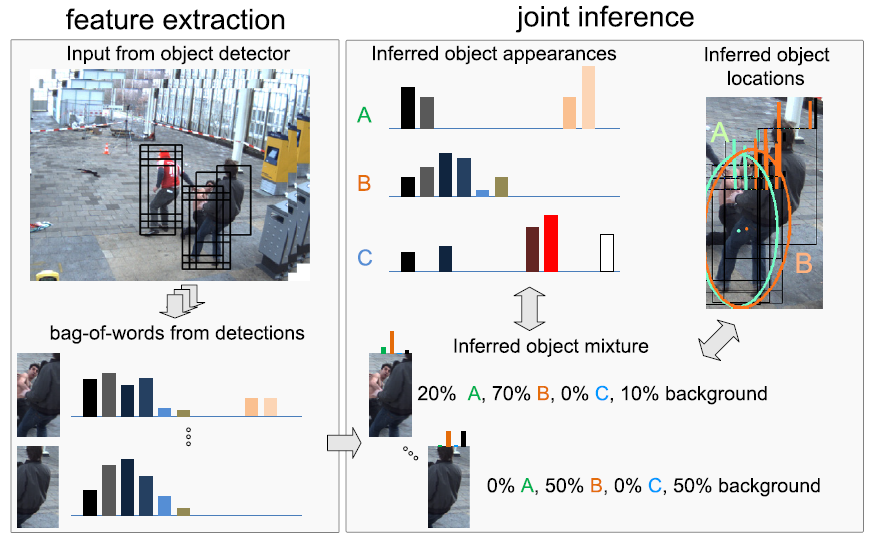 feature extraction
joint inference
Input from object detector
bag-of-words from detections
Inferred object appearances
A
B
C
Inferred object
locations
A
B
Inferred object mixture
20% A, 70% B, 0% C, 10% background
0% A, 50% B, 0% C, 50% background